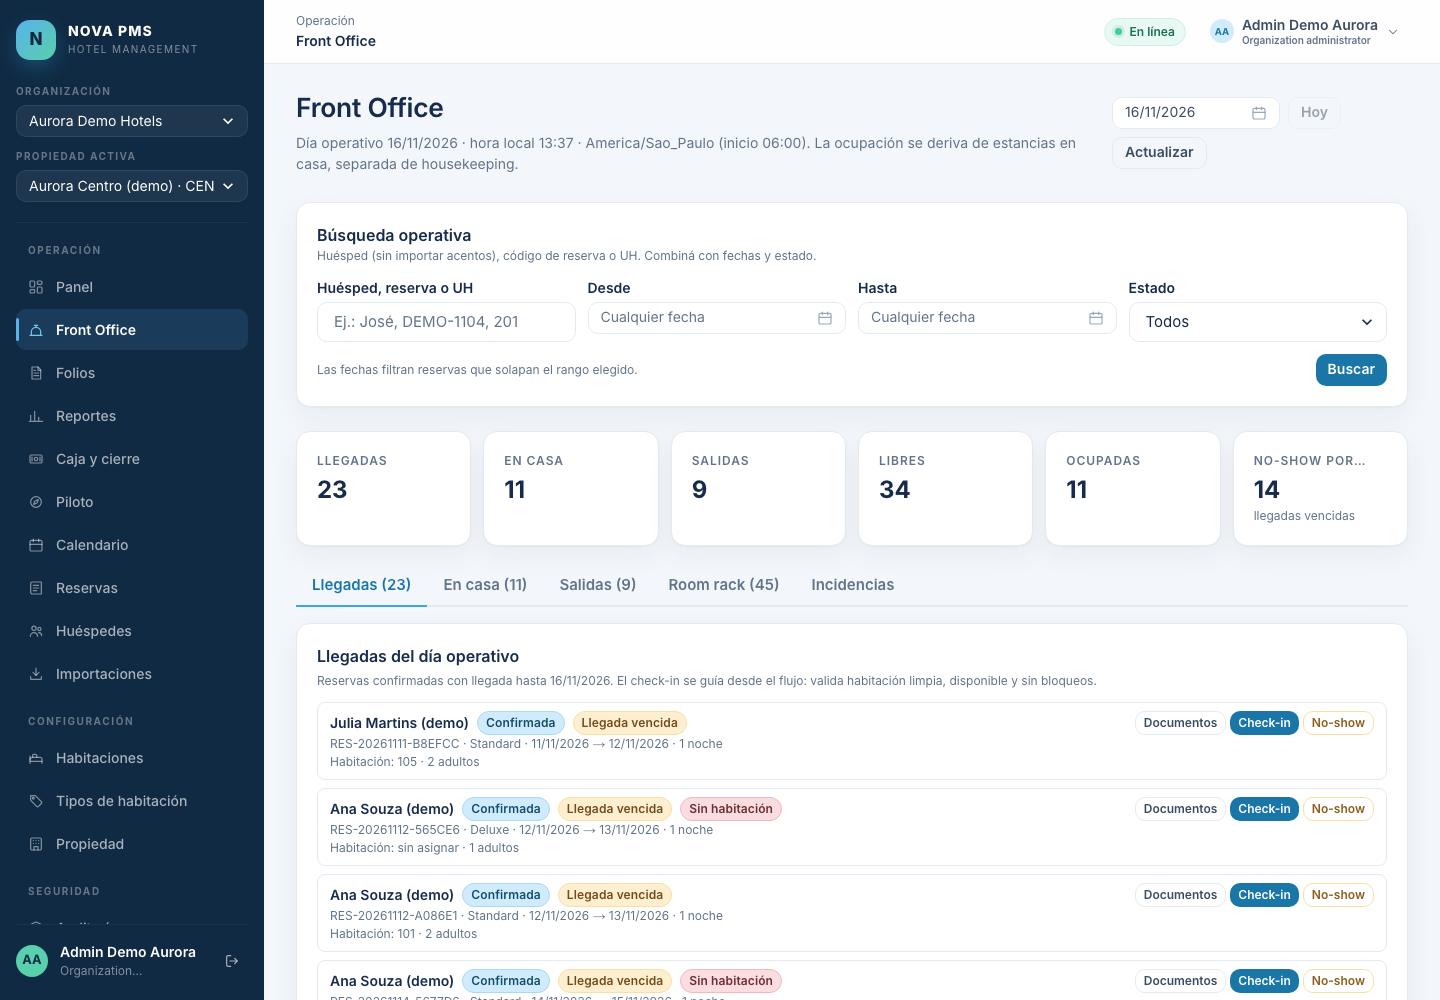 N
NOVA PMS
HOTEL MANAGEMENT
ORGANIZACIÓN
Aurora Demo Hotels
PROPIEDAD ACTIVA
Aurora Centro (demo) · CEN
OPERACIÓN
Panel
Front Office
Folios
Reportes
Caja y cierre
Piloto
Calendario
Reservas
Huéspedes
Importaciones
CONFIGURACIÓN
Habitaciones
Tipos de habitación
Propiedad
SEGURIDAD
AA
Admin Demo Aurora
Organization...
Operación
Front Office
En línea
AA
Admin Demo Aurora
Organization administrator
Front Office
Día operativo 16/11/2026 · hora local 13:37 · America/Sao_Paulo (inicio 06:00). La ocupación se deriva de estancias en
casa, separada de housekeeping.
16/11/2026
Hoy
Actualizar
Búsqueda operativa
Huésped (sin importar acentos), código de reserva o UH. Combiná con fechas y estado.
Huésped, reserva o UH
Desde
Hasta
Estado
Ej.: José, DEMO-1104, 201
Cualquier fecha
Cualquier fecha
Todos
Las fechas filtran reservas que solapan el rango elegido.
Buscar
LLEGADAS
23
EN CASA
11
SALIDAS
9
LIBRES
34
OCUPADAS
11
NO-SHOW POR...
14
llegadas vencidas
Llegadas (23)
En casa (11)
Salidas (9)
Room rack (45)
Incidencias
Llegadas del día operativo
Reservas confirmadas con llegada hasta 16/11/2026. El check-in se guía desde el flujo: valida habitación limpia, disponible y sin bloqueos.
Julia Martins (demo) Confirmada Llegada vencida Documentos Check-in No-show
RES-20261111-B8EFCC · Standard · 11/11/2026 → 12/11/2026 · 1 noche
Habitación: 105 · 2 adultos
Ana Souza (demo) Confirmada Llegada vencida Sin habitación Documentos Check-in No-show
RES-20261112-565CE6 · Deluxe · 12/11/2026 → 13/11/2026 · 1 noche
Habitación: sin asignar · 1 adultos
Ana Souza (demo) Confirmada Llegada vencida Documentos Check-in No-show
RES-20261112-A086E1 · Standard · 12/11/2026 → 13/11/2026 · 1 noche
Habitación: 101 · 2 adultos
Ana Souza (demo) Confirmada Llegada vencida Sin habitación Documentos Check-in No-show